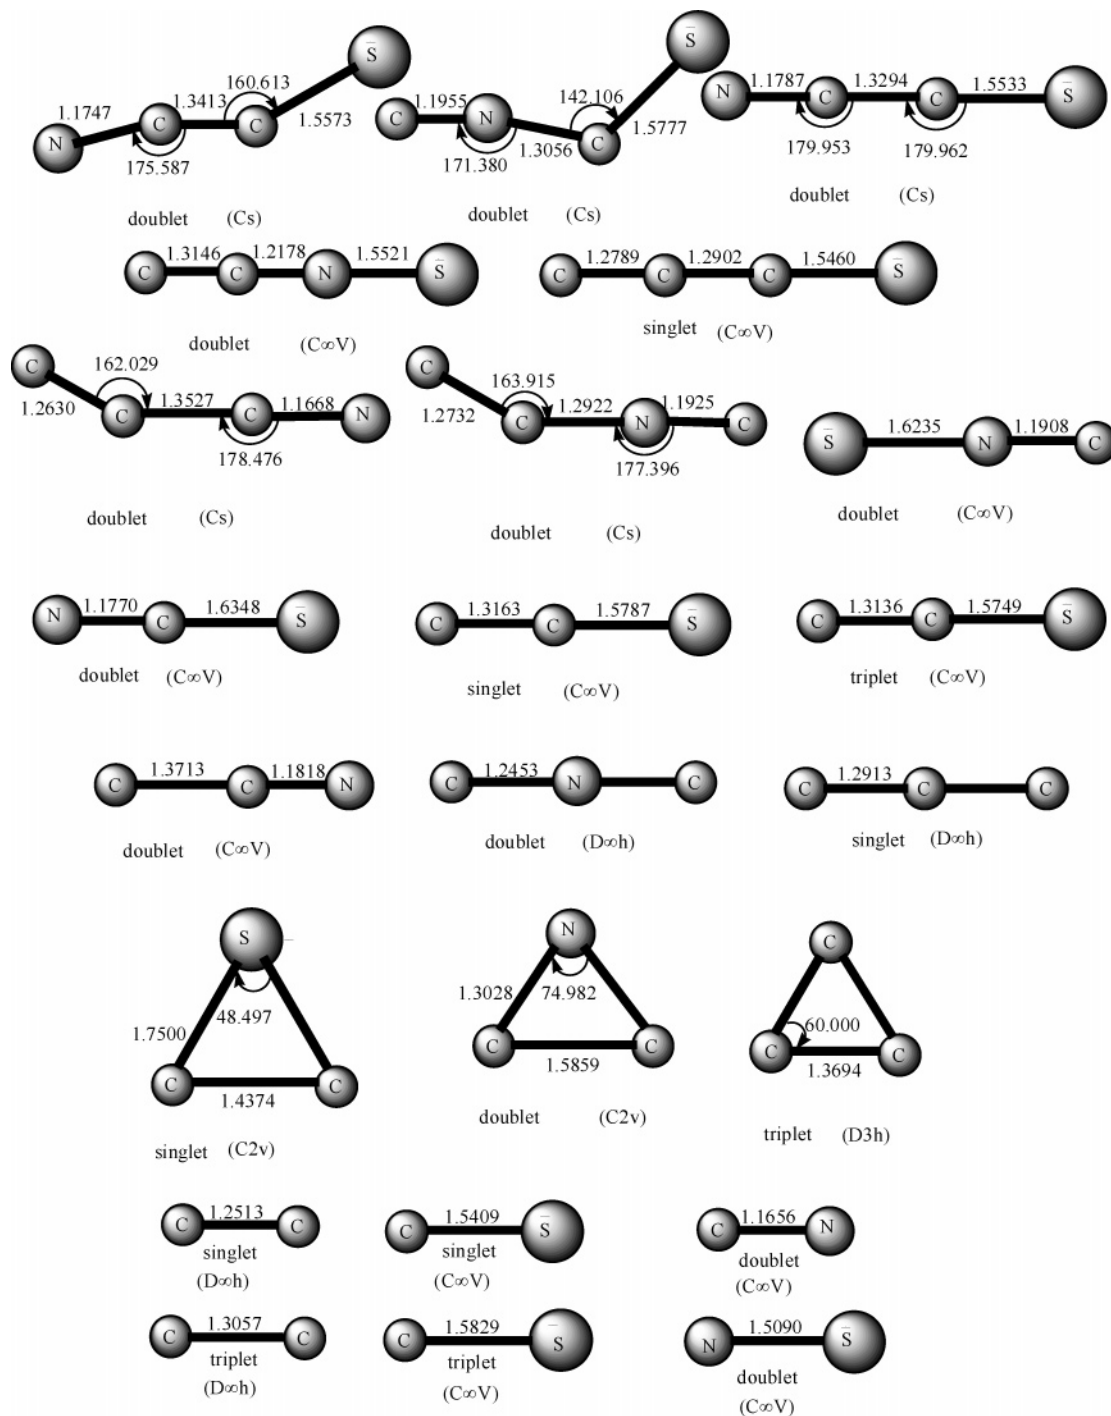 S̅ S̅
160.613
1.1747 1.3413 C C 1.5573 N 175.587
C 1.1955 N 142.106 C 1.5777 171.380 1.3056
N 1.1787 C 1.3294 C 1.5533 S̅
179.953 179.962
doublet (Cs)
doublet (Cs)
doublet (Cs)
C 1.3146 C 1.2178 N 1.5521 S̅
C 1.2789 C 1.2902 C 1.5460 S̅
doublet (C∞V)
singlet (C∞V)
C 162.029 1.2630 C 1.3527 C 1.1668 N
178.476
C 163.915 1.2732 C 1.2922 N 1.1925 C
177.396
S̅ 1.6235 N 1.1908 C
doublet (Cs)
doublet (Cs)
doublet (C∞V)
N 1.1770 C 1.6348 S̅
C 1.3163 C 1.5787 S̅
C 1.3136 C 1.5749 S̅
doublet (C∞V)
singlet (C∞V)
triplet (C∞V)
C 1.3713 C 1.1818 N
C 1.2453 N C
C 1.2913 C C
doublet (C∞V)
doublet (D∞h)
singlet (D∞h)
S
1.7500 48.497
C C
1.4374
singlet (C2v)
N
1.3028 74.982
C C
1.5859
doublet (C2v)
C
60.000
C C
1.3694
triplet (D3h)
C 1.2513 C
singlet
(D∞h)
C 1.5409 S̅
singlet
(C∞V)
C 1.1656 N
doublet
(C∞V)
C 1.3057 C
triplet
(D∞h)
C 1.5829 S̅
triplet
(C∞V)
N 1.5090 S̅
doublet
(C∞V)